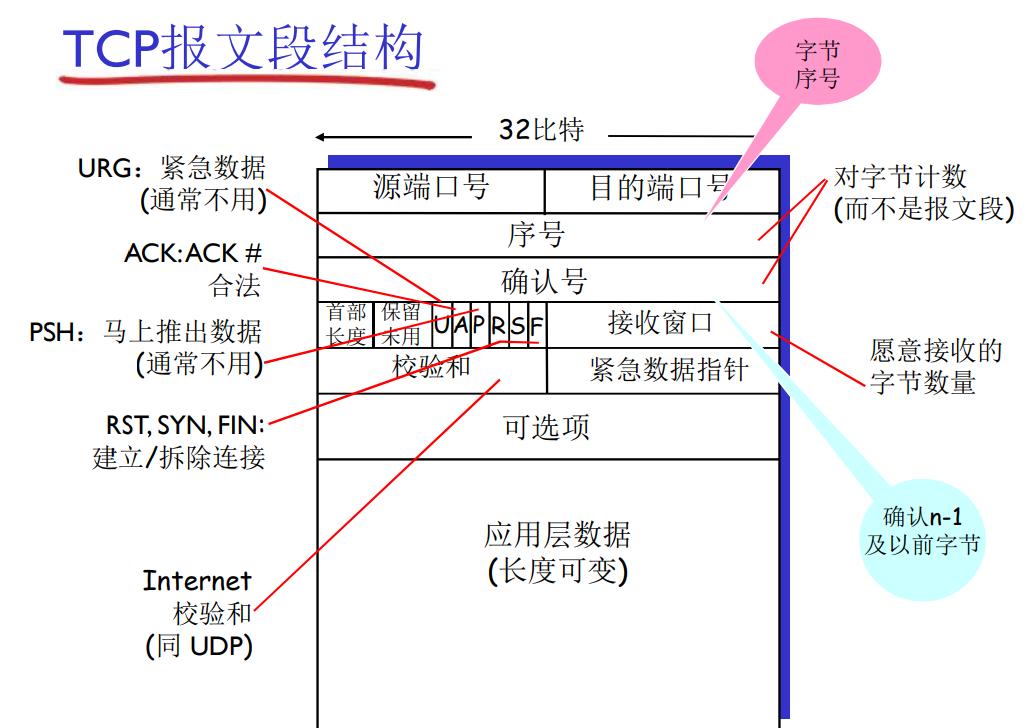 TCP报文段结构
字节
序号
32比特
URG：紧急数据
(通常不用)
源端口号
目的端口号
对字节计数
(而不是报文段)
序号
ACK:ACK #
合法
确认号
首部
长度
保留
未用
U A P R S F
接收窗口
PSH：马上推出数据
(通常不用)
校验和
紧急数据指针
愿意接收的
字节数量
RST, SYN, FIN:
建立/拆除连接
可选项
确认n-1
及以前字节
应用层数据
(长度可变)
Internet
校验和
(同 UDP)